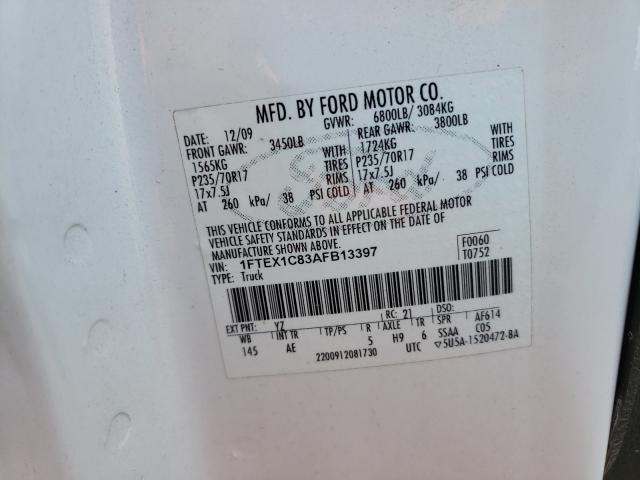 MFD. BY FORD MOTOR CO.
DATE: 12/09 GVWR: 6800LB/ 3084KG
FRONT GAWR: 3450LB REAR GAWR: 3800LB
1565KG WITH 1724KG WITH
P235/70R17 TIRES P235/70R17 TIRES
17x7.5J RIMS 17x7.5J RIMS
AT 260 kPa/ 38 PSI COLD AT 260 kPa/ 38 PSI COLD
THIS VEHICLE CONFORMS TO ALL APPLICABLE FEDERAL MOTOR
VEHICLE SAFETY STANDARDS IN EFFECT ON THE DATE OF
MANUFACTURE SHOWN ABOVE.
VIN: 1FTEX1C83AFB13397 F0060
TYPE: Truck T0752
EXT PNT: YZ RC: 21 DSO:
WB INT TR TP/PS R AXLE TR SPR AF614
145 AE 5 H9 6 SSAA C05
2200912081730 UTC ▽5U5A-1520472-BA
Ford